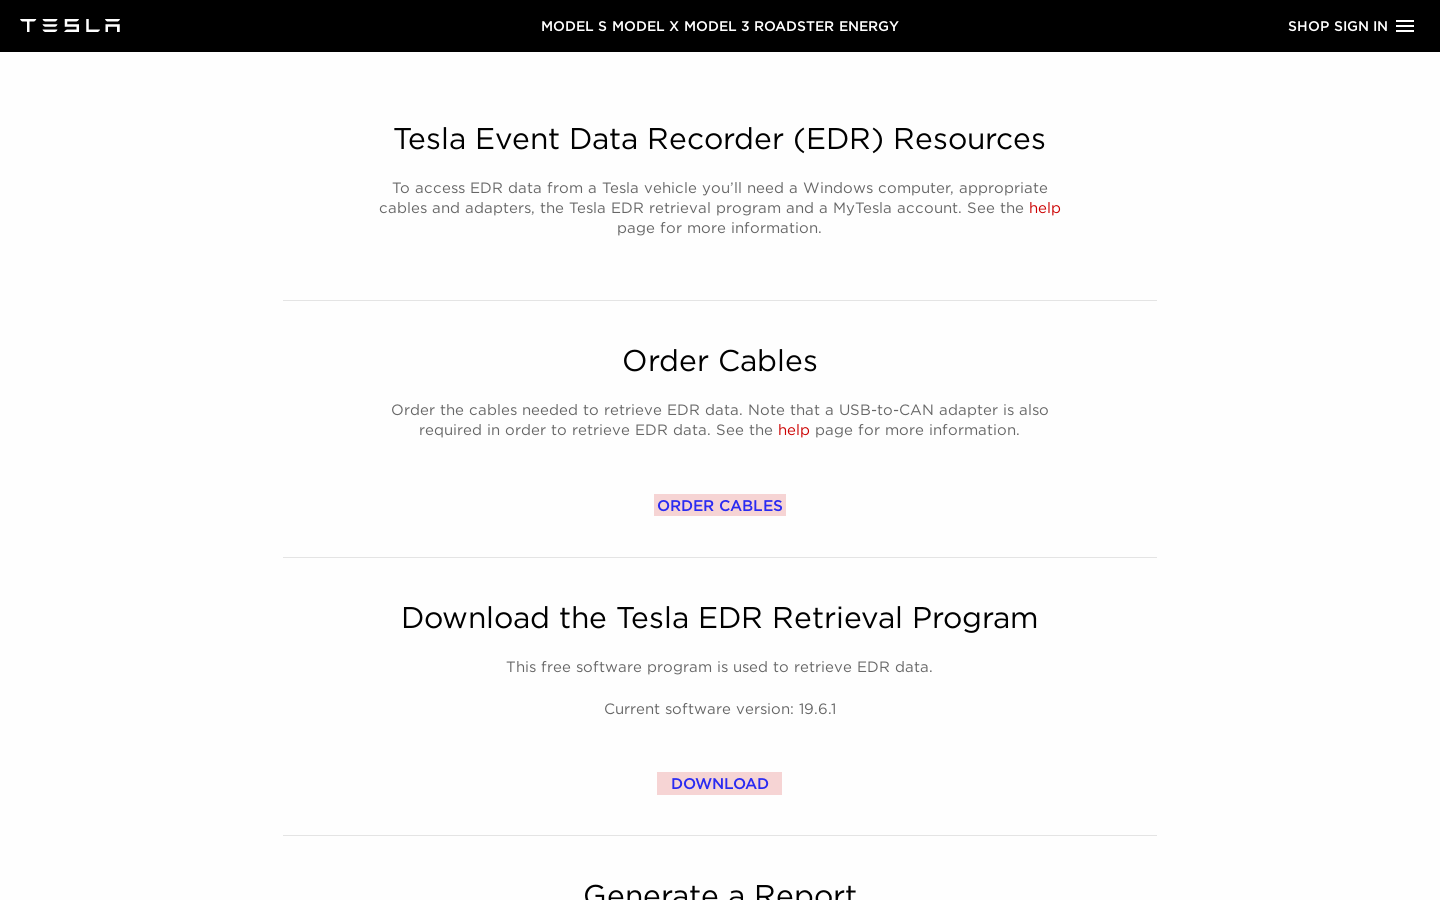 TESLA
MODEL S MODEL X MODEL 3 ROADSTER ENERGY
SHOP SIGN IN
Tesla Event Data Recorder (EDR) Resources
To access EDR data from a Tesla vehicle you’ll need a Windows computer, appropriate
cables and adapters, the Tesla EDR retrieval program and a MyTesla account. See the help
page for more information.
Order Cables
Order the cables needed to retrieve EDR data. Note that a USB-to-CAN adapter is also
required in order to retrieve EDR data. See the help page for more information.
ORDER CABLES
Download the Tesla EDR Retrieval Program
This free software program is used to retrieve EDR data.
Current software version: 19.6.1
DOWNLOAD
Generate a Report